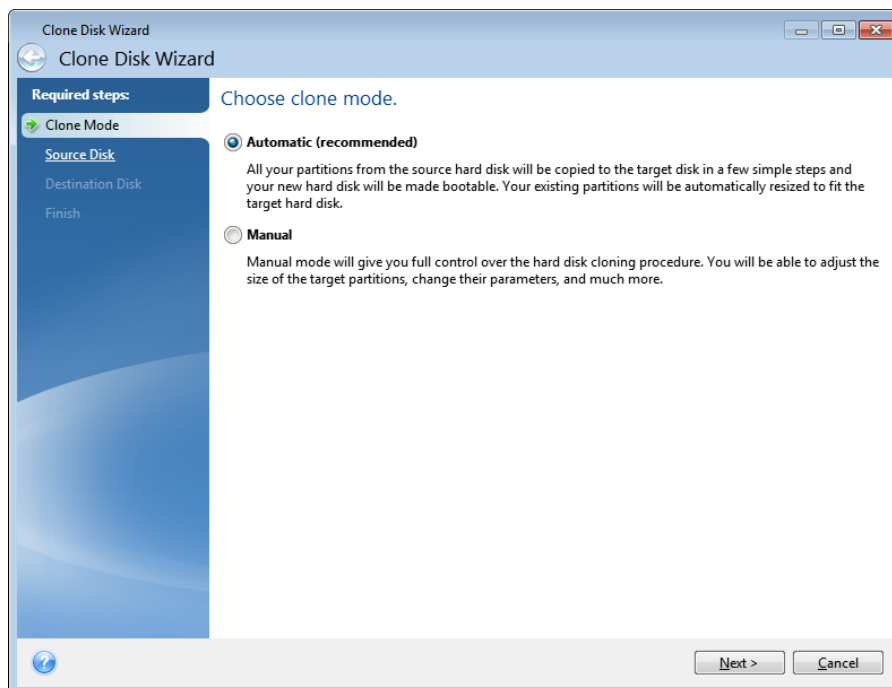 Clone Disk Wizard
Clone Disk Wizard
Required steps:
Clone Mode
Source Disk
Destination Disk
Finish
Choose clone mode.
Automatic (recommended)
All your partitions from the source hard disk will be copied to the target disk in a few simple steps and
your new hard disk will be made bootable. Your existing partitions will be automatically resized to fit the
target hard disk.
Manual
Manual mode will give you full control over the hard disk cloning procedure. You will be able to adjust the
size of the target partitions, change their parameters, and much more.
?
Next >
Cancel